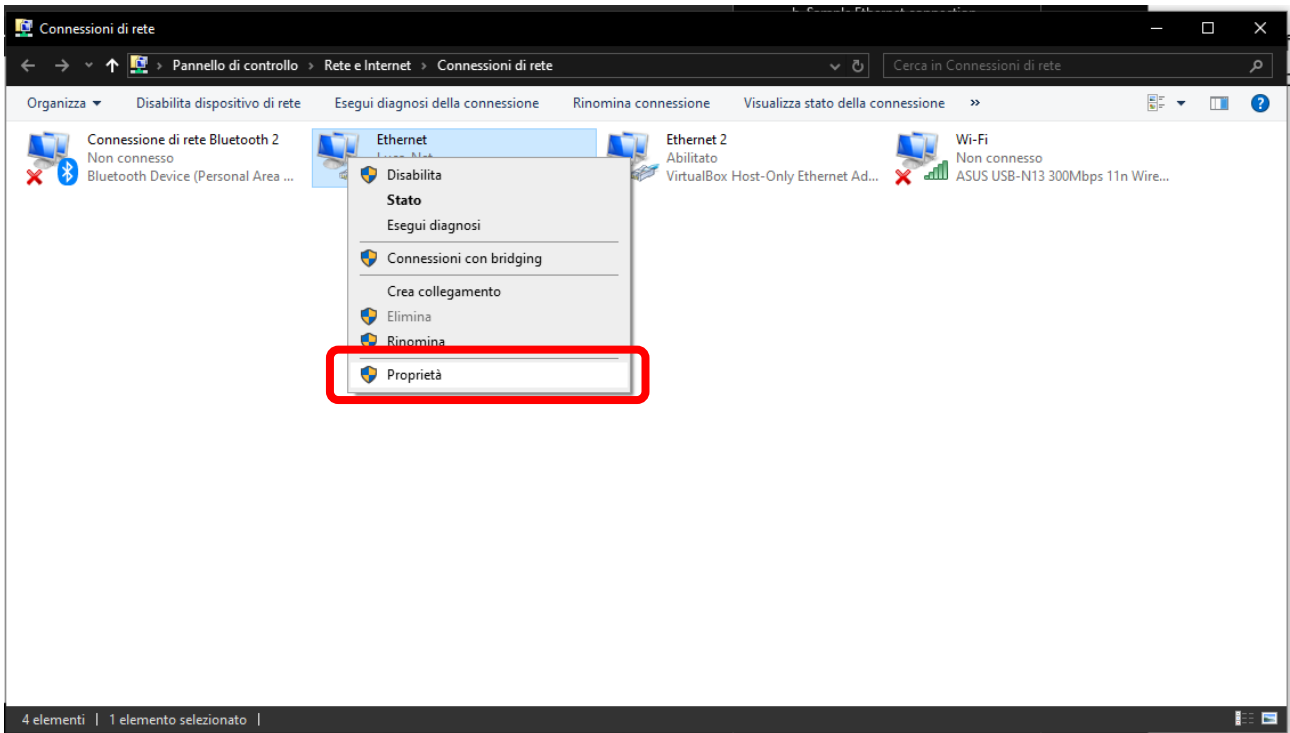 Connessioni di rete
Pannello di controllo > Rete e Internet > Connessioni di rete
Cerca in Connessioni di rete
Organizza Disabilita dispositivo di rete Esegui diagnosi della connessione Rinomina connessione Visualizza stato della connessione »
Connessione di rete Bluetooth 2
Non connesso
Bluetooth Device (Personal Area ...
Ethernet
Ethernet 2
Abilitato
VirtualBox Host-Only Ethernet Ad...
Wi-Fi
Non connesso
ASUS USB-N13 300Mbps 11n Wire...
Disabilita
Stato
Esegui diagnosi
Connessioni con bridging
Crea collegamento
Elimina
Rinomina
Proprietà
4 elementi | 1 elemento selezionato |